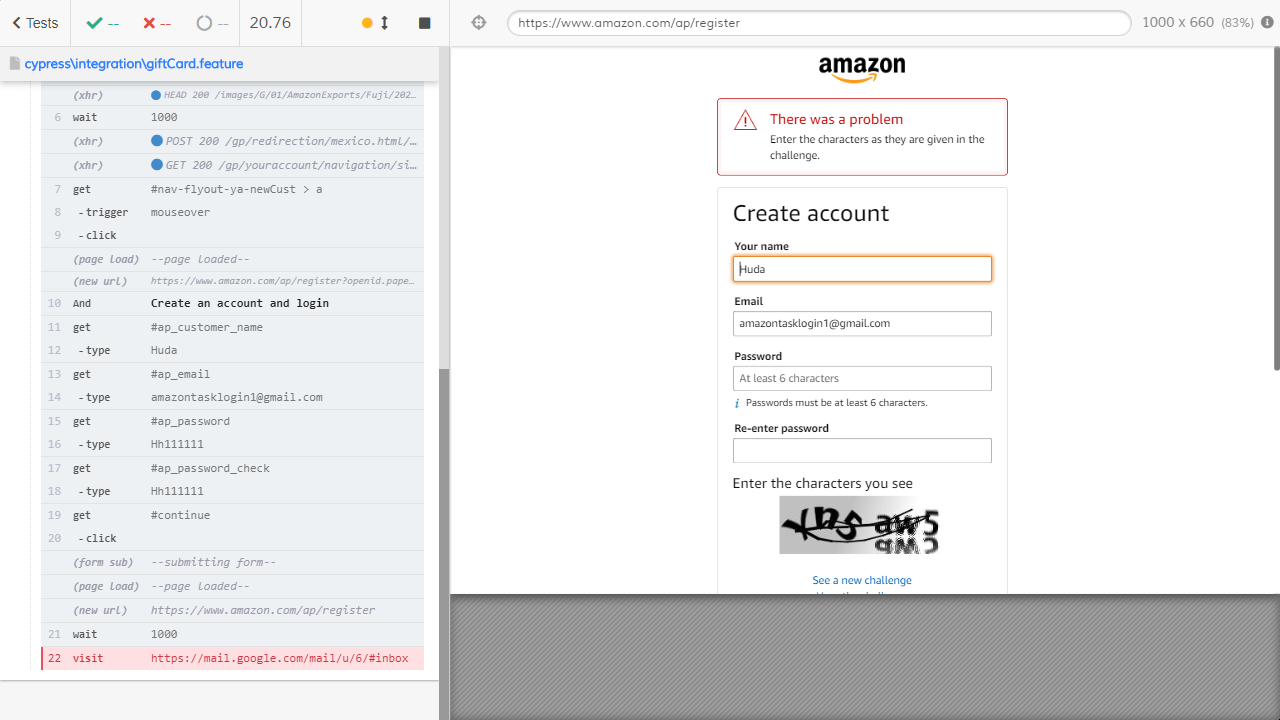 Tests
--
--
--
20.76
https://www.amazon.com/ap/register
1000 x 660 (83%)
cypress\integration\giftCard.feature
(xhr) HEAD 200 /images/G/01/AmazonExports/Fuji/202...
6 wait 1000
(xhr) POST 200 /gp/redirection/mexico.html/...
(xhr) GET 200 /gp/youraccount/navigation/si...
7 get #nav-flyout-ya-newCust > a
8 -trigger mouseover
9 -click
(page load) --page loaded--
(new url) https://www.amazon.com/ap/register?openid.pape...
10 And Create an account and login
11 get #ap_customer_name
12 -type Huda
13 get #ap_email
14 -type amazontasklogin1@gmail.com
15 get #ap_password
16 -type Hh111111
17 get #ap_password_check
18 -type Hh111111
19 get #continue
20 -click
(form sub) --submitting form--
(page load) --page loaded--
(new url) https://www.amazon.com/ap/register
21 wait 1000
22 visit https://mail.google.com/mail/u/6/#inbox
amazon
There was a problem
Enter the characters as they are given in the
challenge.
Create account
Your name
Huda
Email
amazontasklogin1@gmail.com
Password
At least 6 characters
i Passwords must be at least 6 characters.
Re-enter password
Enter the characters you see
See a new challenge